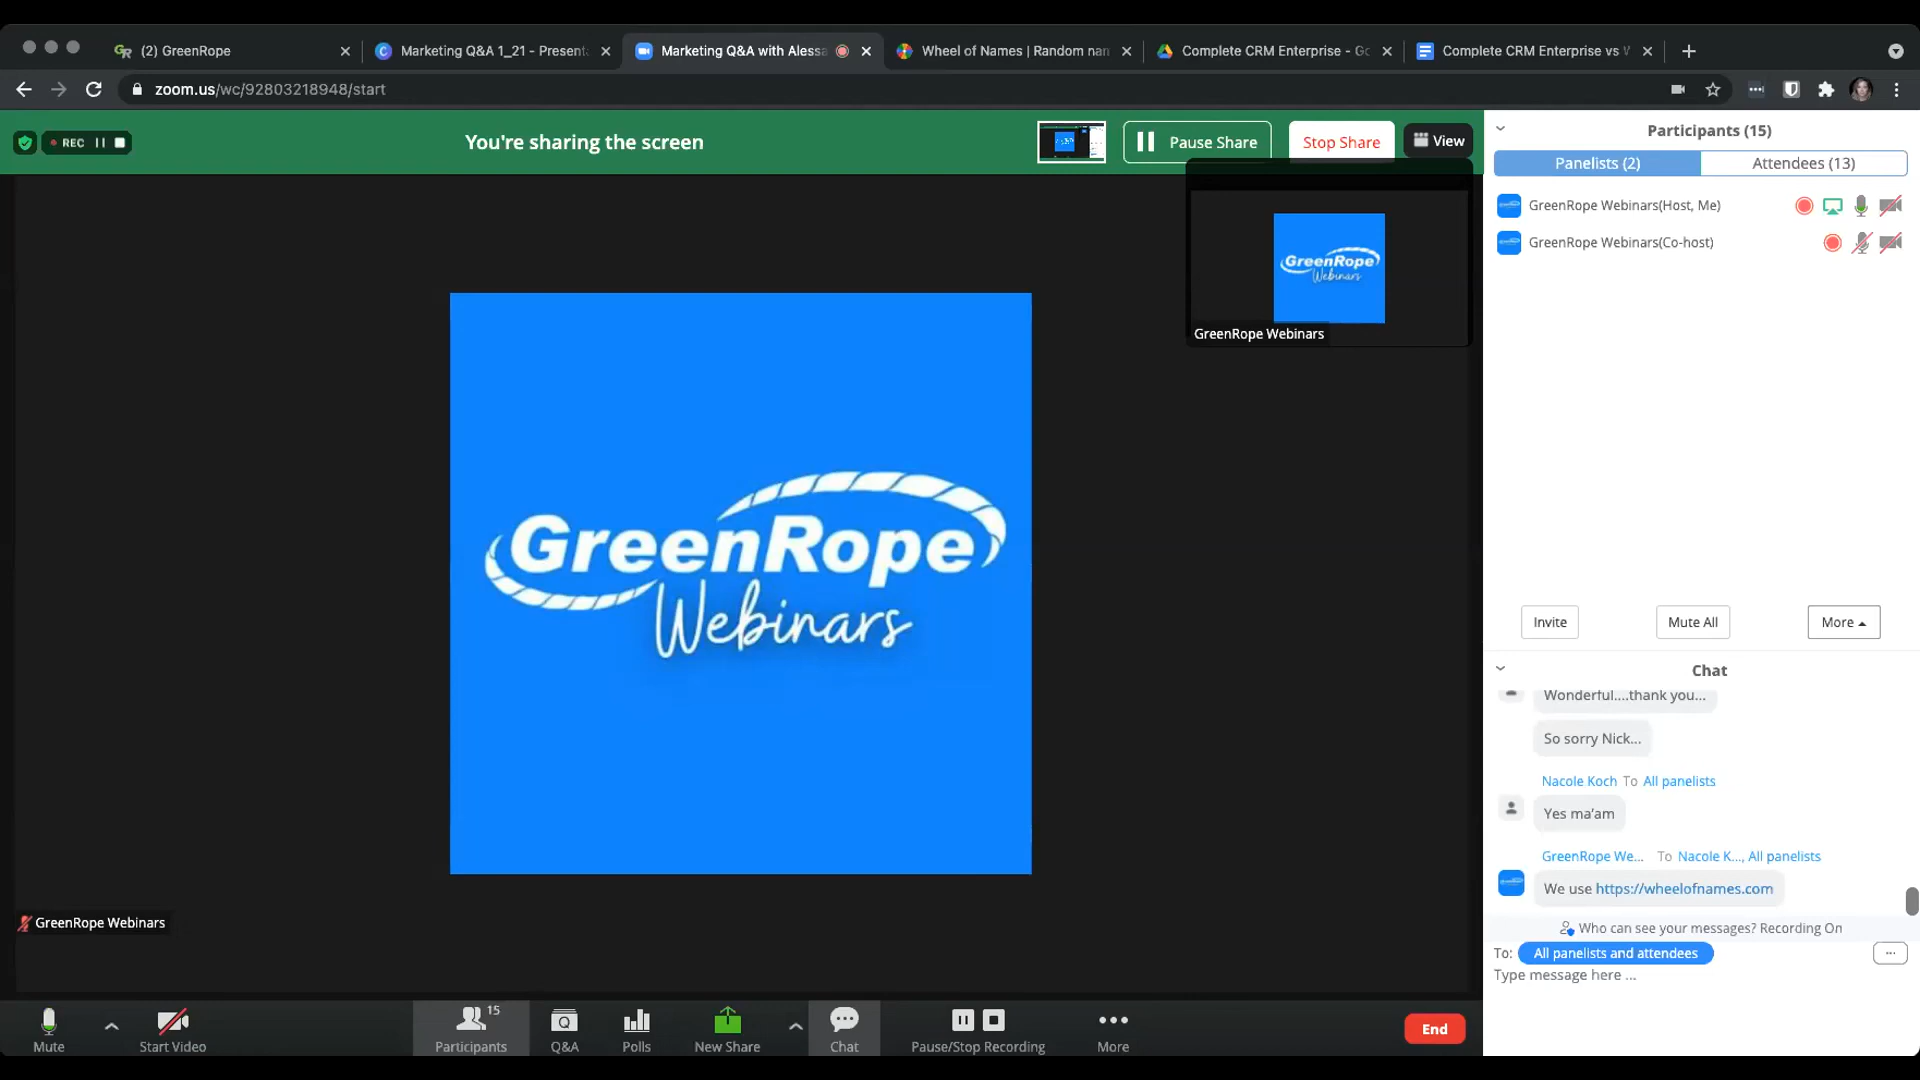 (2) GreenRope
Marketing Q&A 1_21 - Present
Marketing Q&A with Alessa
Wheel of Names | Random nam
Complete CRM Enterprise - Go
Complete CRM Enterprise vs V
zoom.us/wc/92803218948/start
REC
You're sharing the screen
Pause Share
Stop Share
View
GreenRope
Webinars
GreenRope Webinars
GreenRope
Webinars
GreenRope Webinars
Participants (15)
Panelists (2)
Attendees (13)
GreenRope Webinars(Host, Me)
GreenRope Webinars(Co-host)
Invite
Mute All
More
Chat
Wonderful....thank you...
So sorry Nick...
Nacole Koch To All panelists
Yes ma'am
GreenRope We... To Nacole K..., All panelists
We use https://wheelofnames.com
Who can see your messages? Recording On
To: All panelists and attendees
Type message here ...
Mute
Start Video
15
Participants
Q
Q&A
Polls
New Share
Chat
Pause/Stop Recording
More
End